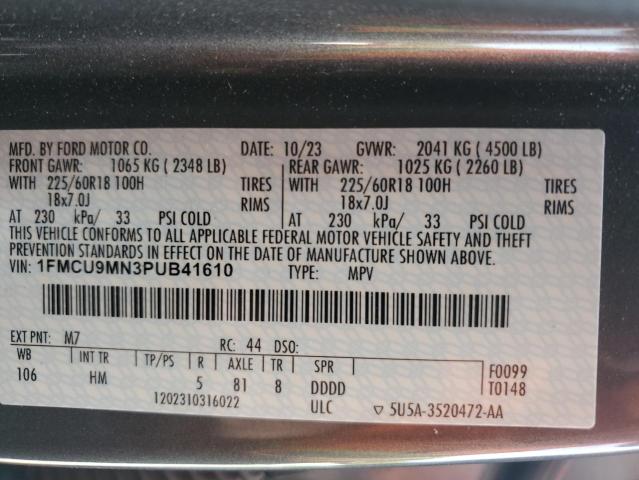 MFD. BY FORD MOTOR CO. DATE: 10/23 GVWR: 2041 KG ( 4500 LB)
FRONT GAWR: 1065 KG ( 2348 LB) REAR GAWR: 1025 KG ( 2260 LB)
WITH 225/60R18 100H TIRES WITH 225/60R18 100H TIRES
18x7.0J RIMS 18x7.0J RIMS
AT 230 kPa/ 33 PSI COLD AT 230 kPa/ 33 PSI COLD
THIS VEHICLE CONFORMS TO ALL APPLICABLE FEDERAL MOTOR VEHICLE SAFETY AND THEFT
PREVENTION STANDARDS IN EFFECT ON THE DATE OF MANUFACTURE SHOWN ABOVE.
VIN: 1FMCU9MN3PUB41610 TYPE: MPV
EXT PNT: M7 RC: 44 DSO:
WB INT TR TP/PS R AXLE TR SPR F0099
106 HM 5 81 8 DDDD T0148
1202310316022 ULC ▽ 5U5A-3520472-AA